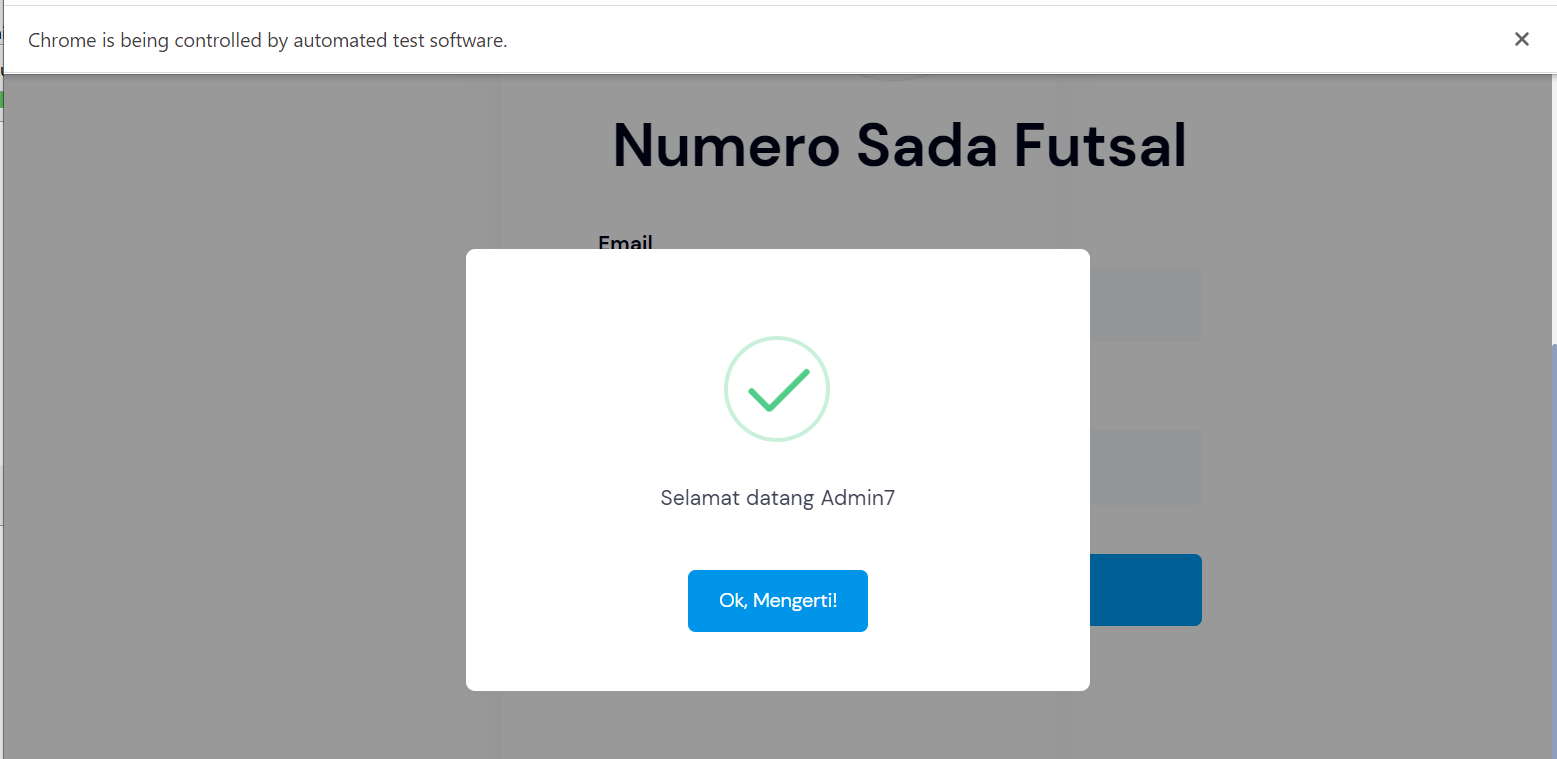 Chrome is being controlled by automated test software.
Numero Sada Futsal
Email
Selamat datang Admin7
Ok, Mengerti!